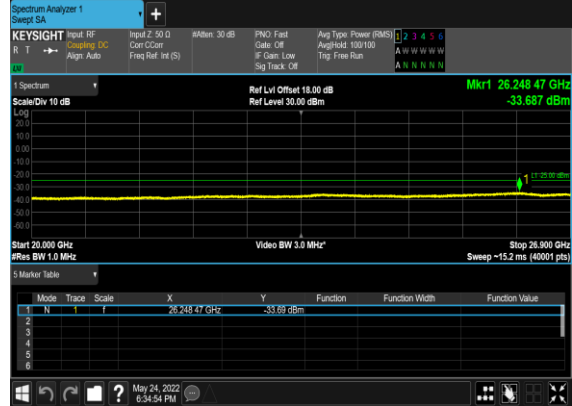 Spectrum Analyzer 1
Swept SA
KEYSIGHT Input: RF Input Z: 50 Ω #Atten: 30 dB PNO: Fast Avg Type: Power (RMS) 1 2 3 4 5 6
R T Coupling: DC Corr CCorr Gate: Off Avg|Hold: 100/100 A W W W W W
Align: Auto Freq Ref: Int (S) IF Gain: Low Trig: Free Run
Sig Track: Off A N N N N N
1 Spectrum Ref Lvl Offset 18.00 dB Mkr1 26.248 47 GHz
Scale/Div 10 dB Ref Level 30.00 dBm -33.687 dBm
Log
20.0
10.0
0.00
-10.0
-20.0
1 L1 -25.00 dBm
-30.0
-40.0
-50.0
-60.0
Start 20.000 GHz Video BW 3.0 MHz* Stop 26.900 GHz
#Res BW 1.0 MHz Sweep ~15.2 ms (40001 pts)
5 Marker Table
Mode Trace Scale X Y Function Function Width Function Value
1 N 1 f 26.248 47 GHz -33.69 dBm
2
3
4
5
6
? May 24, 2022
6:34:54 PM